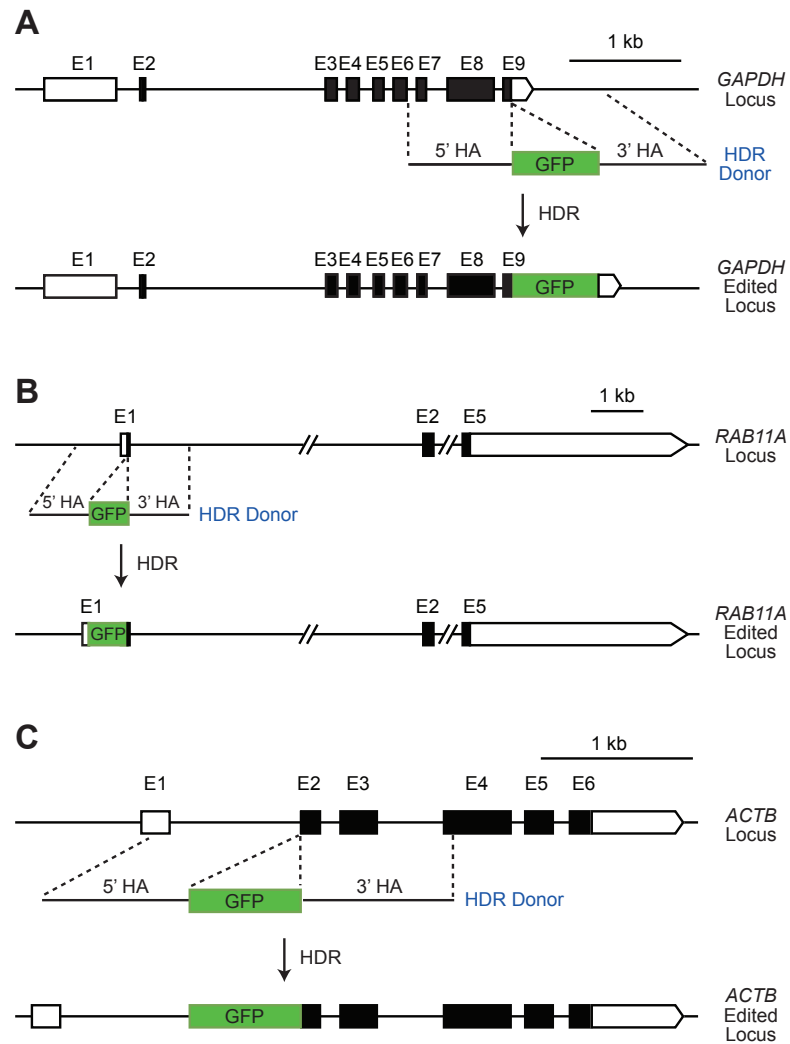 A
1 kb
E1 E2 E3 E4 E5 E6 E7 E8 E9
GAPDH
Locus
5’ HA GFP 3’ HA HDR
Donor
HDR
E1 E2 E3 E4 E5 E6 E7 E8 E9
GFP
GAPDH
Edited
Locus
B
1 kb
E1 E2 E5
RAB11A
Locus
5’ HA GFP 3’ HA HDR Donor
HDR
E1 E2 E5
GFP
RAB11A
Edited
Locus
C
1 kb
E1 E2 E3 E4 E5 E6
ACTB
Locus
5’ HA GFP 3’ HA HDR Donor
HDR
GFP
ACTB
Edited
Locus